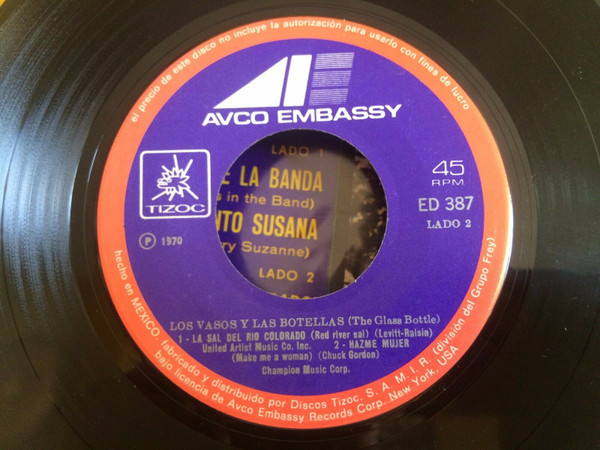 el precio de este disco no incluye la autorización para usarlo con fines de lucro
AVCO EMBASSY
TIZOC
45
RPM
ED 387
LADO 2
Ⓟ 1970
LADO 1
E LA BANDA
in the Band)
NTO SUSANA
ry Suzanne)
LADO 2
LOS VASOS Y LAS BOTELLAS (The Glass Bottle)
1 - LA SAL DEL RIO COLORADO (Red river sal) (Levitt-Raisin)
United Artist Music Co. Inc. 2 - HAZME MUJER
(Make me a woman) (Chuck Gordon)
Champion Music Corp.
hecho en MEXICO, fabricado y distribuido por Discos Tizoc, S. A, M, I R, (división del Grupo Frey)
bajo licencia de Avco Embassy Records Corp. New York, USA